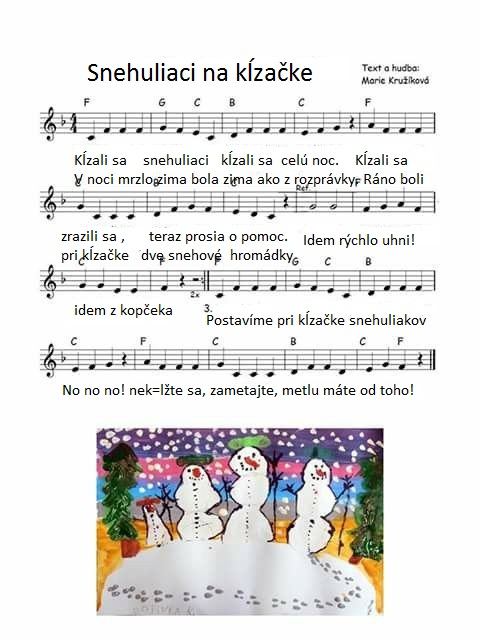 Snehuliaci na kĺzačke
Text a hudba:
Marie Kružíková
F G C B C F
Kĺzali sa snehuliaci kĺzali sa celú noc. Kĺzali sa
V noci mrzlo zima bola zima ako z rozprávky. Ráno boli
C B C Ref. F
zrazili sa , teraz prosia o pomoc. Idem rýchlo uhni!
pri kĺzačke dve snehové hromádky
C F F G C B
2x
idem z kopčeka 3. Postavíme pri kĺzačke snehuliakov
C F C B C F
No no no! nek=lžte sa, zametajte, metlu máte od toho!